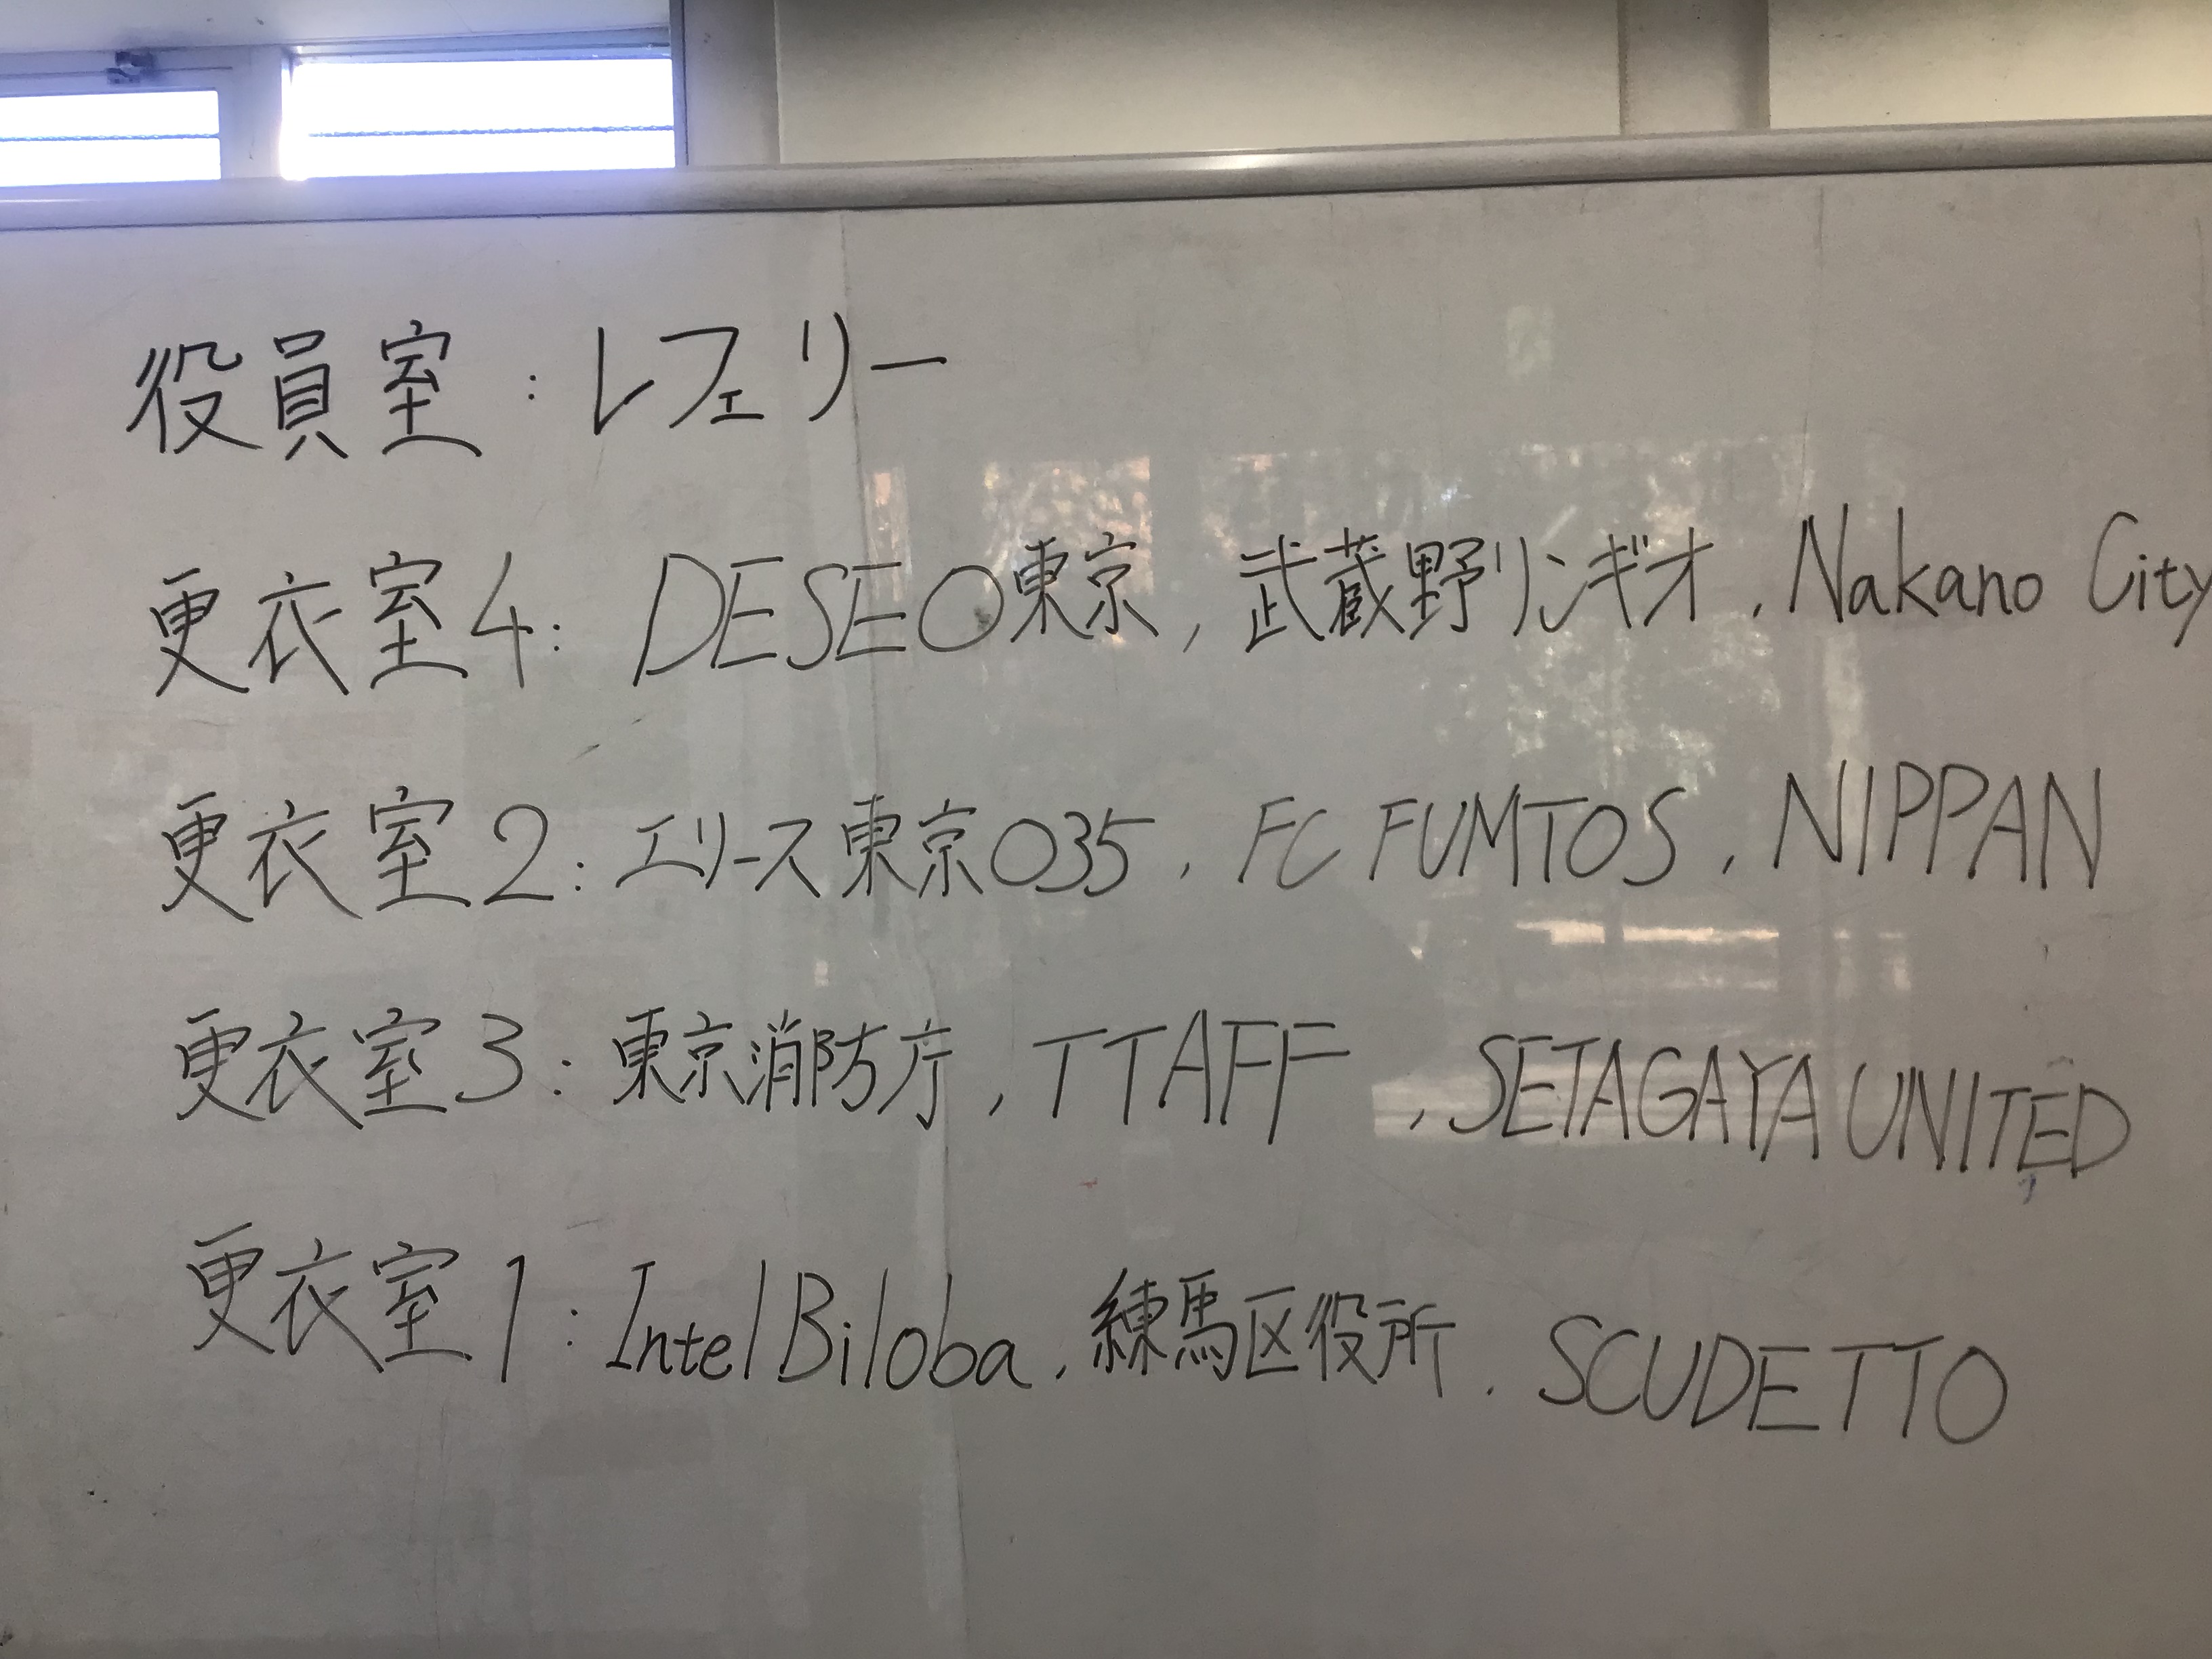 役員室:レフェリー
更衣室4:DESEO東京,武蔵野リンギオ,Nakano City
更衣室2:エリース東京035,FC FUMTOS,NIPPAN
更衣室3:東京消防庁,TTAFF,SETAGAYA UNITED
更衣室1:Intel Biloba,練馬区役所,SCUDETTO